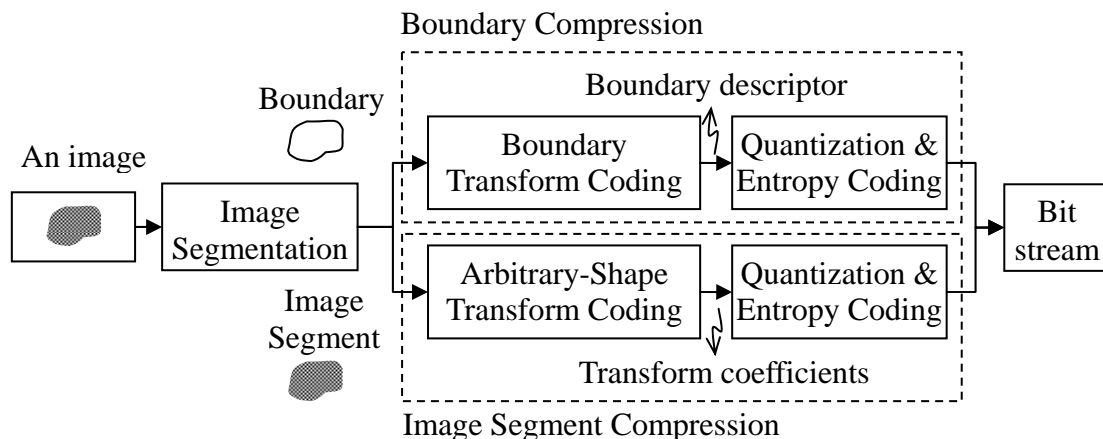 Boundary Compression
Boundary
Boundary descriptor
An image
Boundary
Transform Coding
Quantization &
Entropy Coding
Image
Segmentation
Bit
stream
Arbitrary-Shape
Transform Coding
Quantization &
Entropy Coding
Image
Segment
Transform coefficients
Image Segment Compression